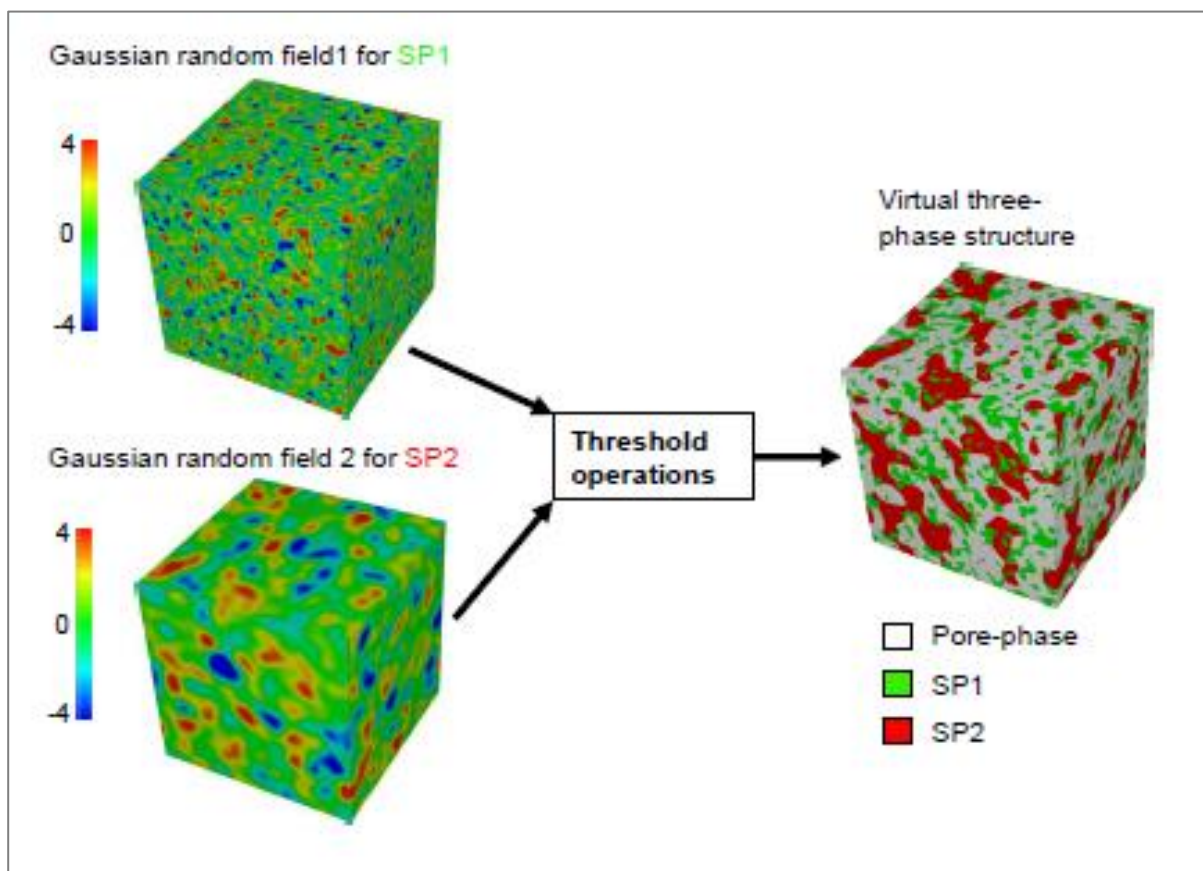 Gaussian random field1 for SP1
4
0
-4
Gaussian random field 2 for SP2
4
0
-4
Threshold
operations
Virtual three-
phase structure
Pore-phase
SP1
SP2